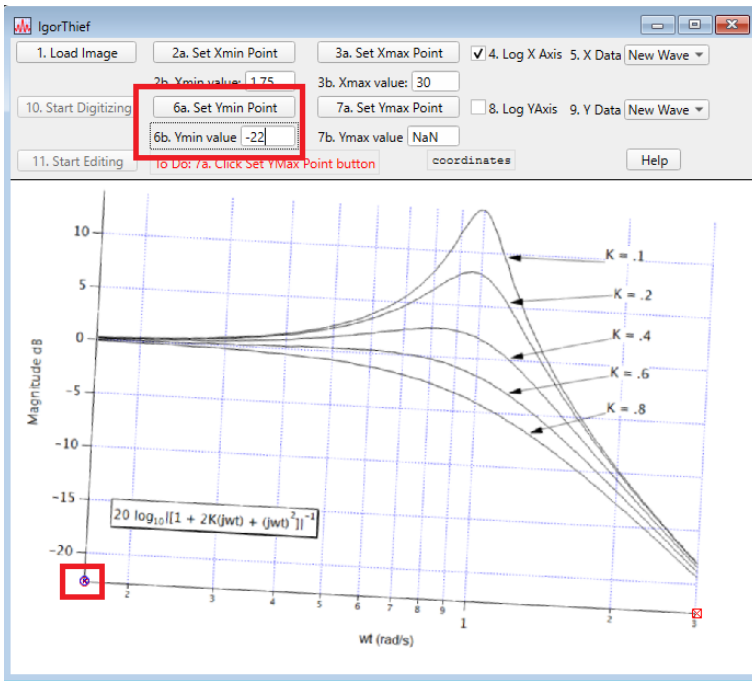 IgorThief
1. Load Image 2a. Set Xmin Point 3a. Set Xmax Point 4. Log X Axis 5. X Data New Wave
2b. Xmin value: 1.75 3b. Xmax value: 30
10. Start Digitizing 6a. Set Ymin Point 7a. Set Ymax Point 8. Log YAxis 9. Y Data New Wave
6b. Ymin value -22 7b. Ymax value NaN
11. Start Editing To Do: 7a. Click Set YMax Point button coordinates Help
10
K = .1
5
K = .2
0
K = .4
Magnitude dB
K = .6
-5
K = .8
-10
-15
20 log10|[1 + 2K(jwt) + (jwt)^2]|^-1
-20
2 3 4 5 6 7 8 9 1 2 3
wt (rad/s)